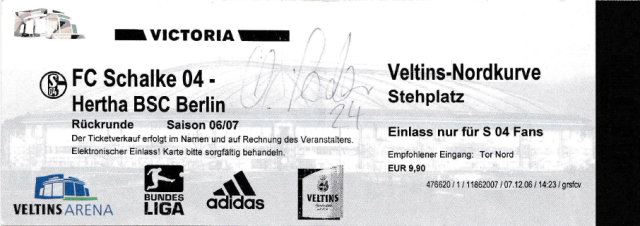 VICTORIA
FC Schalke 04 -
Hertha BSC Berlin
Rückrunde Saison 06/07
Der Ticketverkauf erfolgt im Namen und auf Rechnung des Veranstalters.
Elektronischer Einlass! Karte bitte sorgfältig behandeln.
24
Veltins-Nordkurve
Stehplatz
Einlass nur für S 04 Fans
Empfohlener Eingang: Tor Nord
EUR 9,90
476620 / 1 / 11862007 / 07.12.06 / 14:23 / grsfcv
VELTINS ARENA
BUNDES
LIGA
adidas
VELTINS